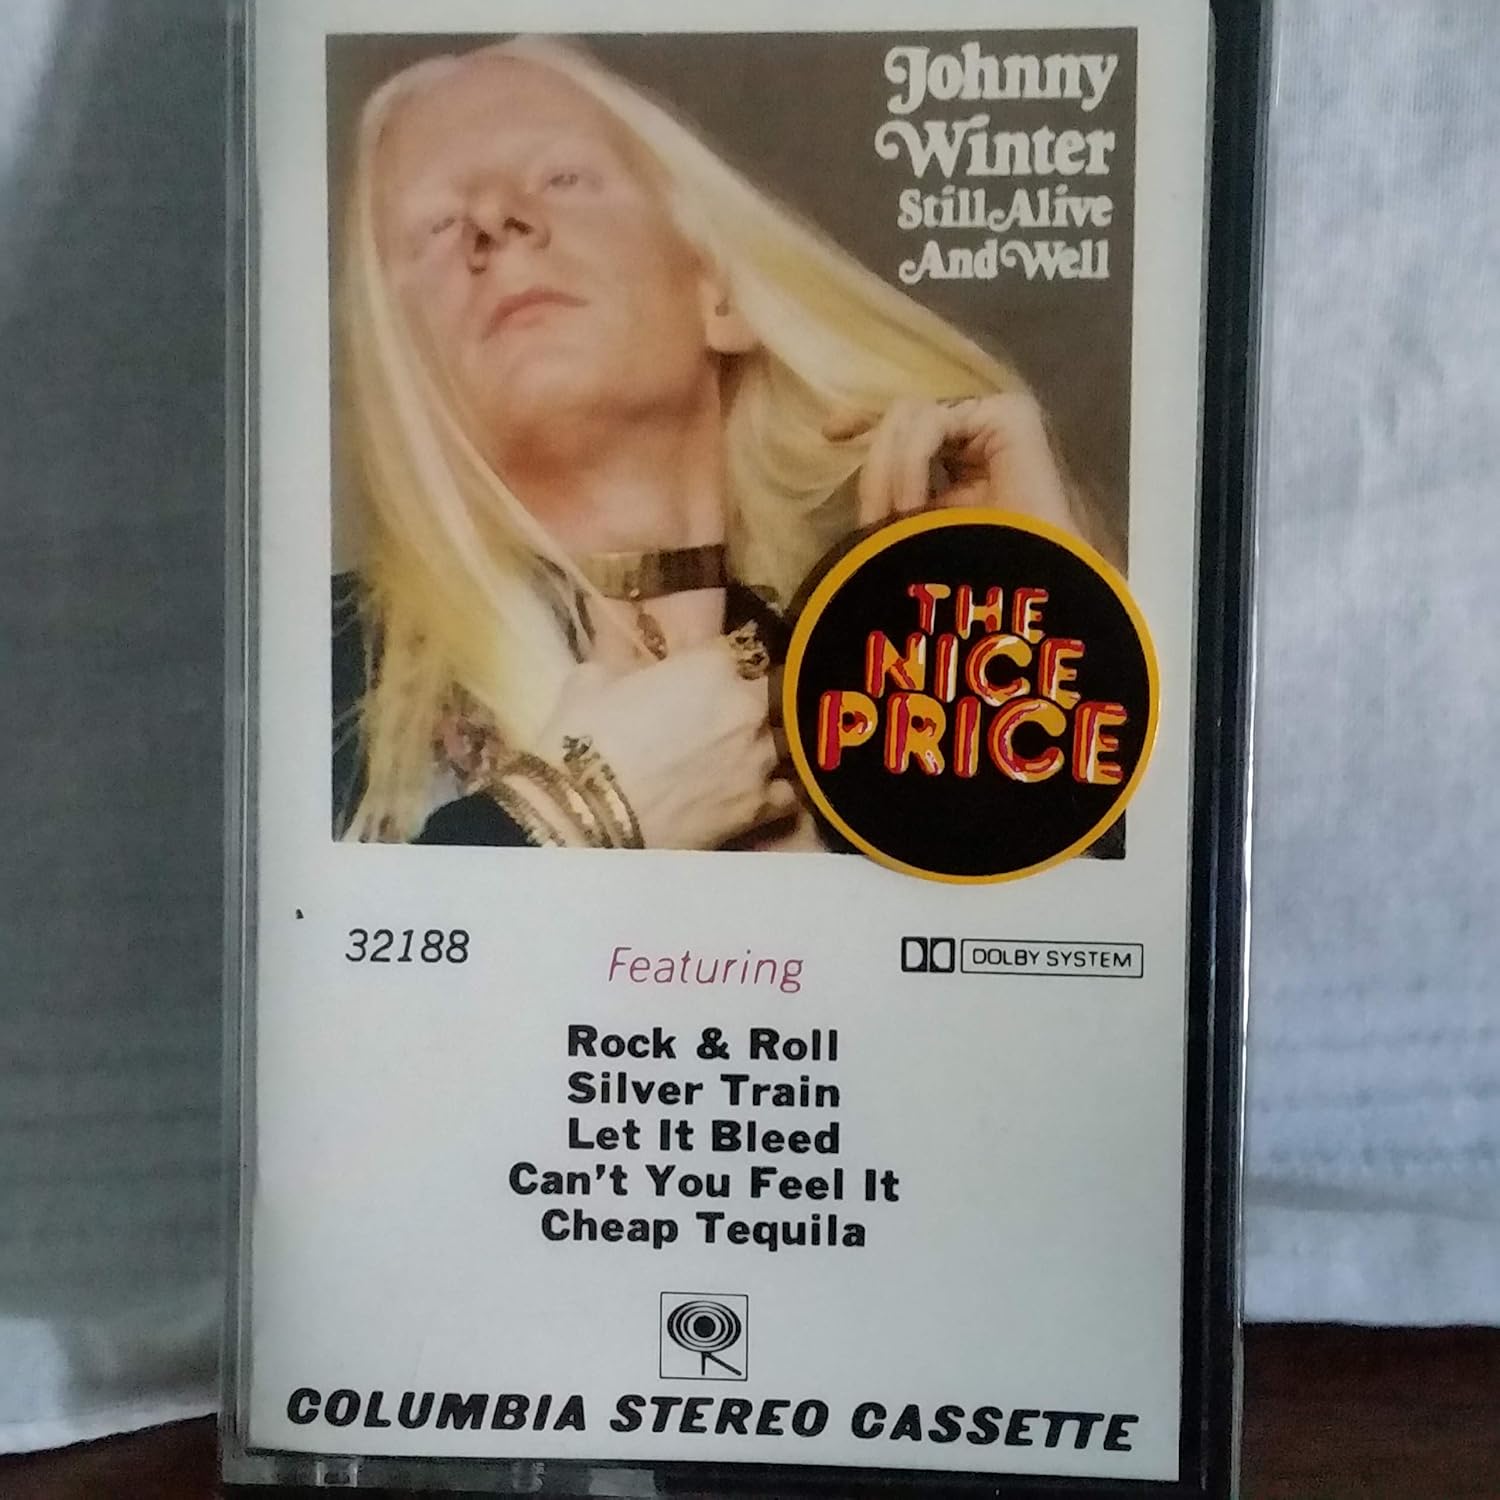 Johnny
Winter
Still Alive
And Well
THE
NICE
PRICE
32188
Featuring
DOLBY SYSTEM
Rock & Roll
Silver Train
Let It Bleed
Can't You Feel It
Cheap Tequila
COLUMBIA STEREO CASSETTE